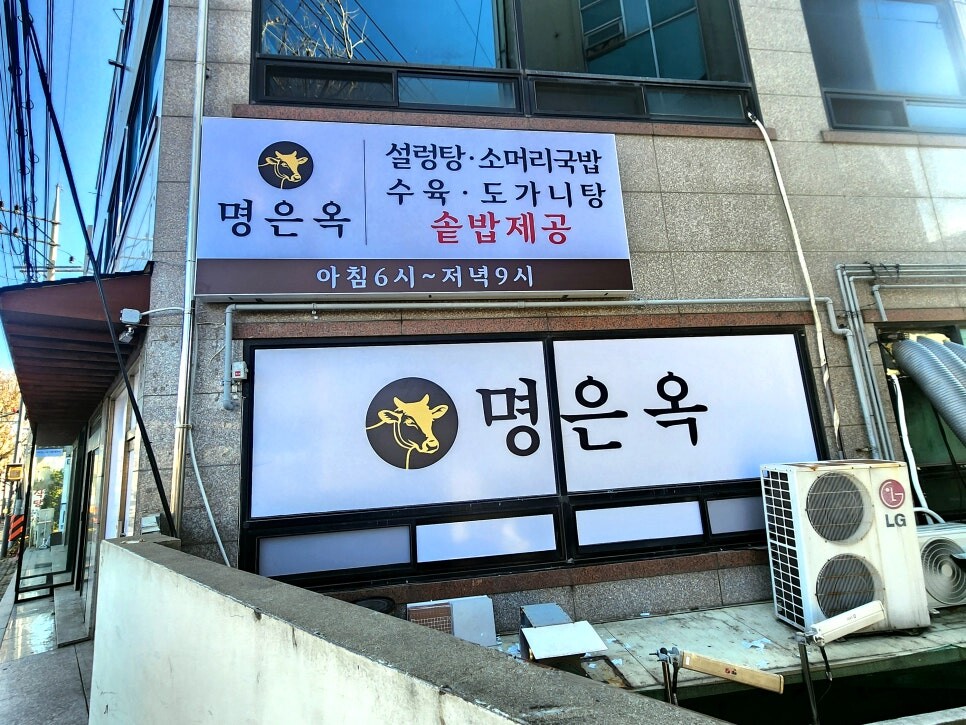 명은옥
설렁탕·소머리국밥
수육·도가니탕
솥밥제공
아침6시~저녁9시
명은옥
LG